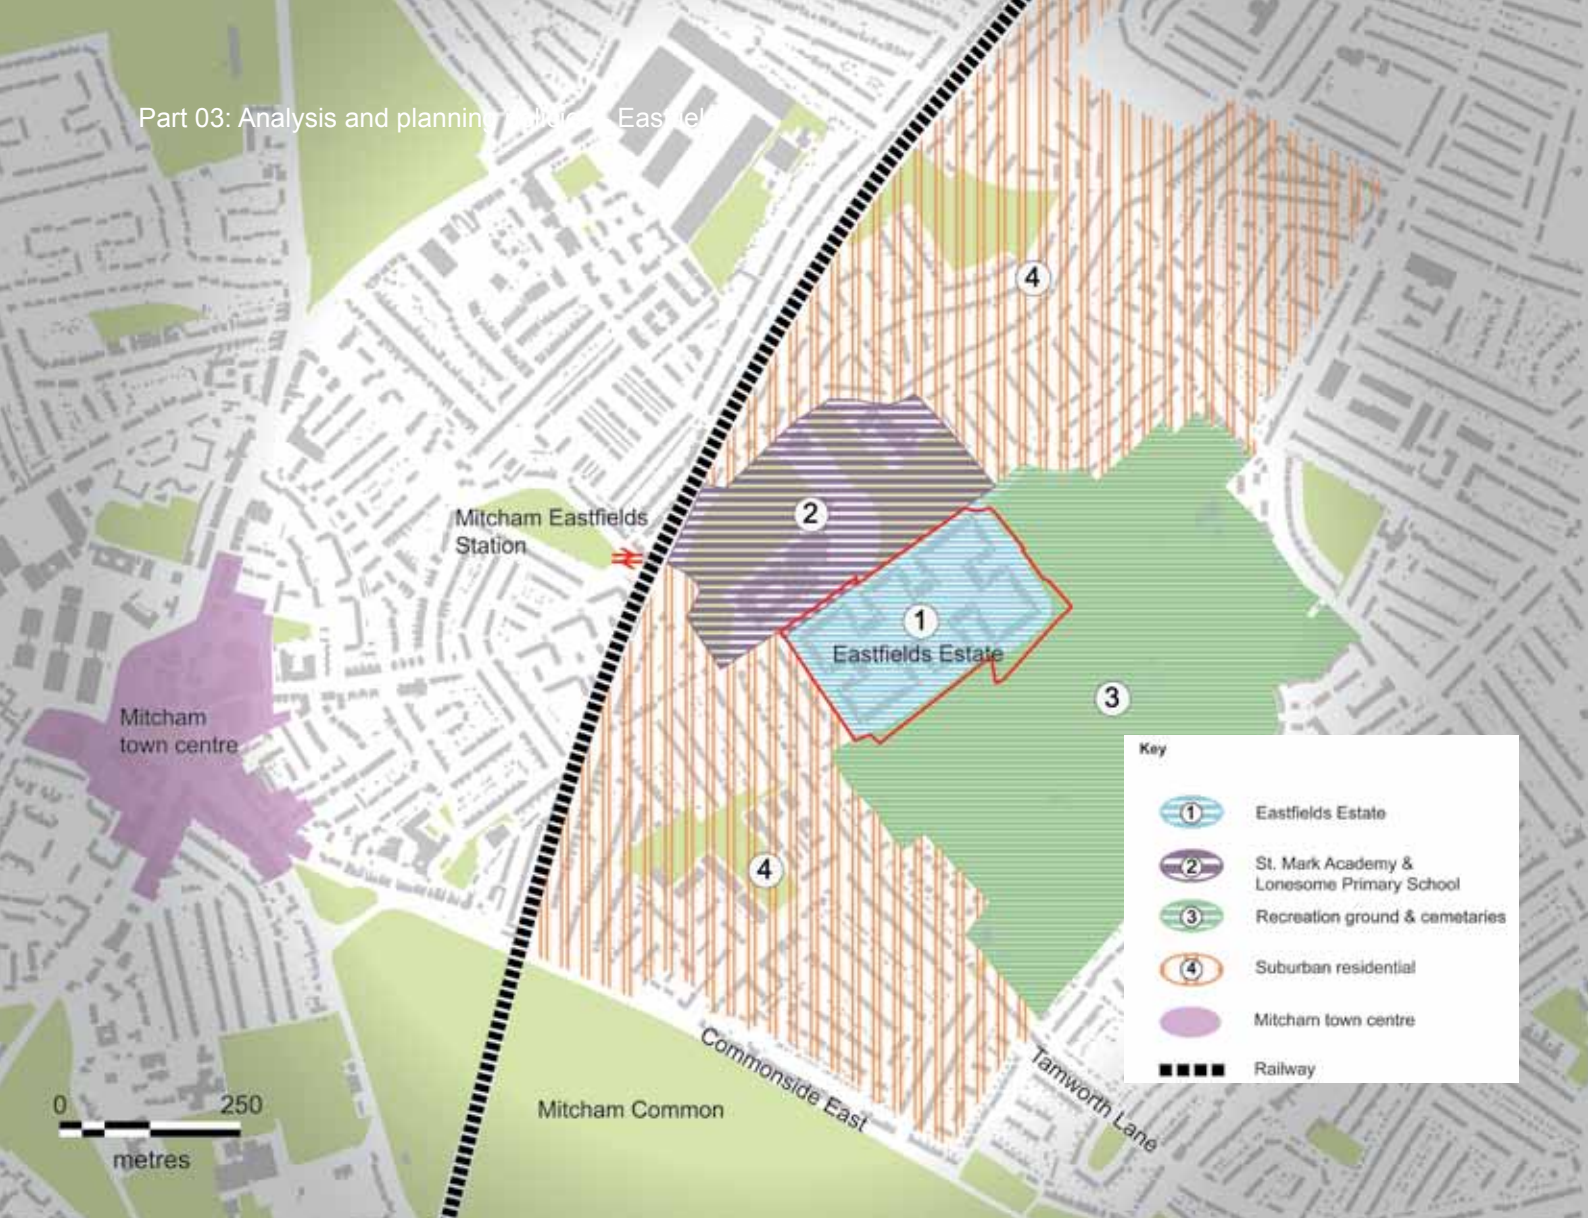 Part 03: Analysis and planning
4
2
Mitcham Eastfields
Station
1
Eastfields Estate
3
Mitcham
town centre
4
Key
1 Eastfields Estate
2 St. Mark Academy &
Lonesome Primary School
3 Recreation ground & cemetaries
4 Suburban residential
Mitcham town centre
Railway
Commonside East
Tamworth Lane
Mitcham Common
0 250
metres